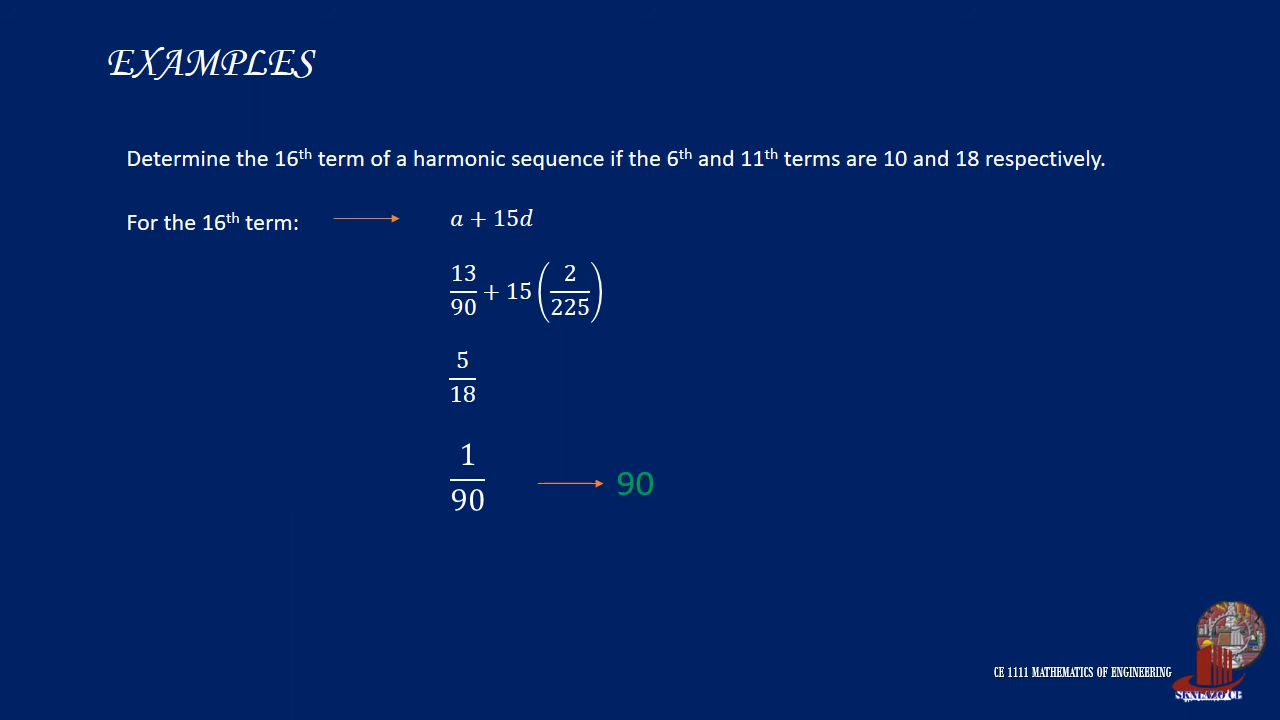 EXAMPLES
Determine the 16th term of a harmonic sequence if the 6th and 11th terms are 10 and 18 respectively.
For the 16th term: a + 15d
13/90 + 15(2/225)
5/18
1/90 90
CE 1111 MATHEMATICS OF ENGINEERING